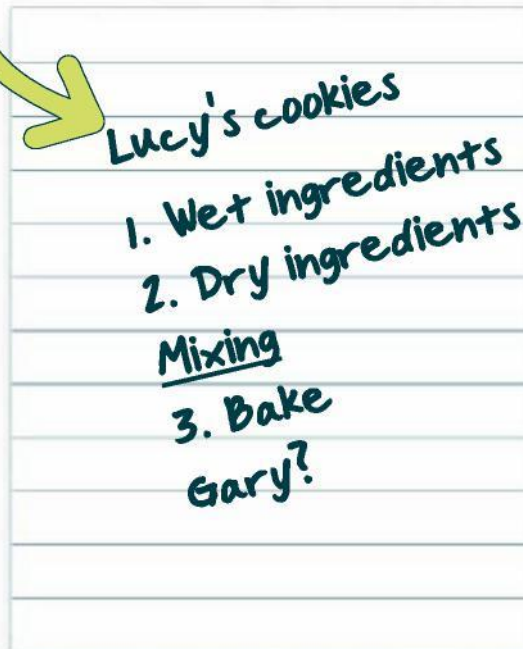 Lucy's cookies
1. Wet ingredients
2. Dry ingredients
Mixing
3. Bake
Gary?